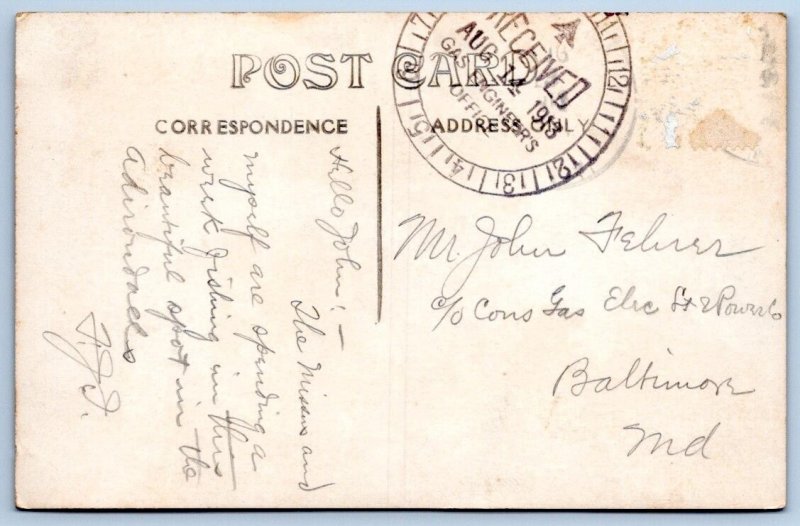 POST CARD
CORRESPONDENCE
ADDRESS ONLY
RECEIVED
AUG 14 1913
GAS ENGINEERS
OFFICE
Hello John! –
The Missus and
myself are spending a
week fishing in this
beautiful spot in the
Adirondacks
Mr. John Fehrer
c/o Cons Gas Elec Lt & Power Co
Baltimore
Md